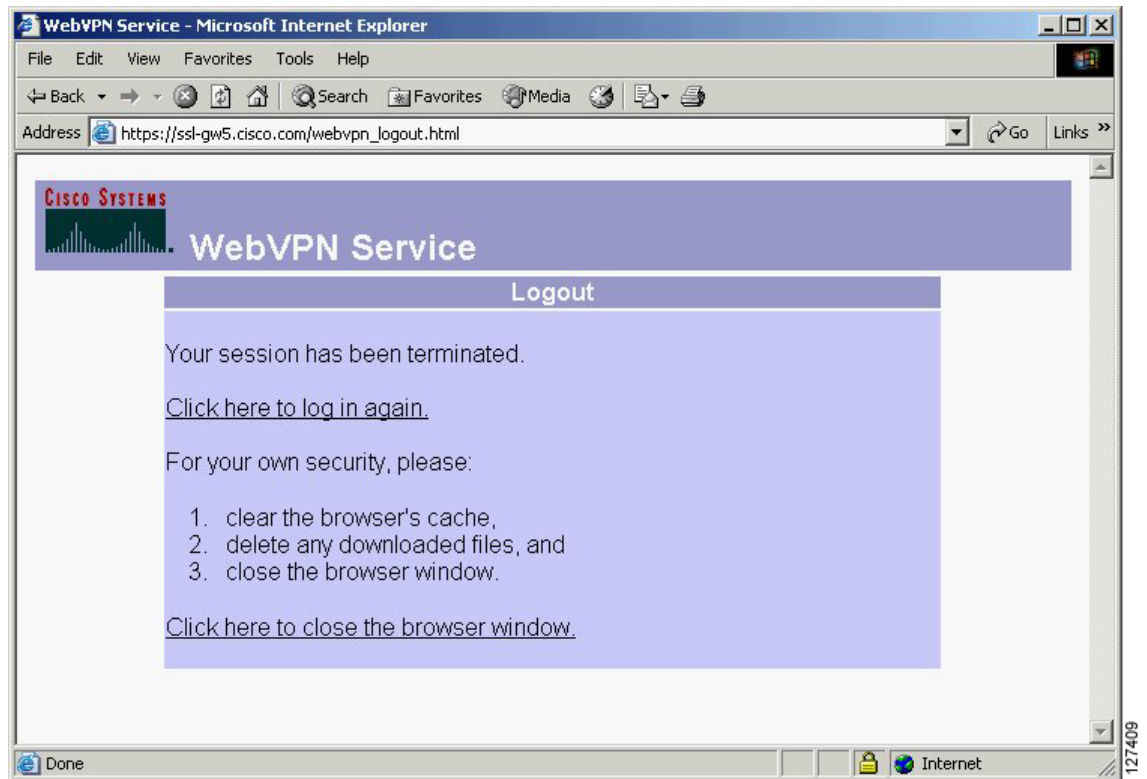 WebVPN Service - Microsoft Internet Explorer
File Edit View Favorites Tools Help
Back Search Favorites Media
Address https://ssl-gw5.cisco.com/webvpn_logout.html Go Links »
CISCO SYSTEMS
WebVPN Service
Logout
Your session has been terminated.
Click here to log in again.
For your own security, please:
1. clear the browser's cache,
2. delete any downloaded files, and
3. close the browser window.
Click here to close the browser window.
Done Internet
127409